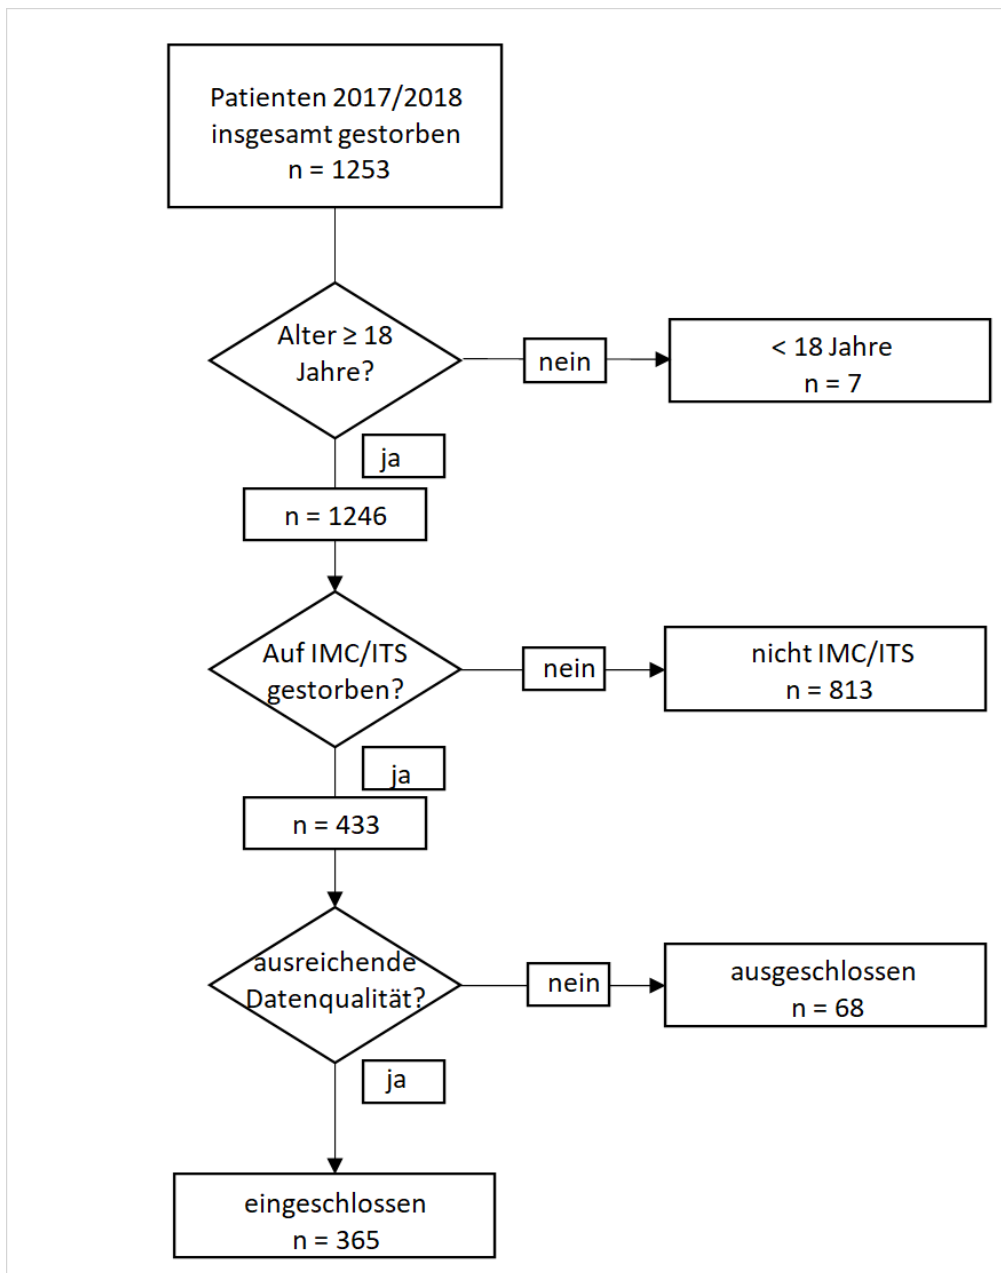 Patienten 2017/2018
insgesamt gestorben
n = 1253
Alter ≥ 18
Jahre?
nein
< 18 Jahre
n = 7
ja
n = 1246
Auf IMC/ITS
gestorben?
nein
nicht IMC/ITS
n = 813
ja
n = 433
ausreichende
Datenqualität?
nein
ausgeschlossen
n = 68
ja
eingeschlossen
n = 365